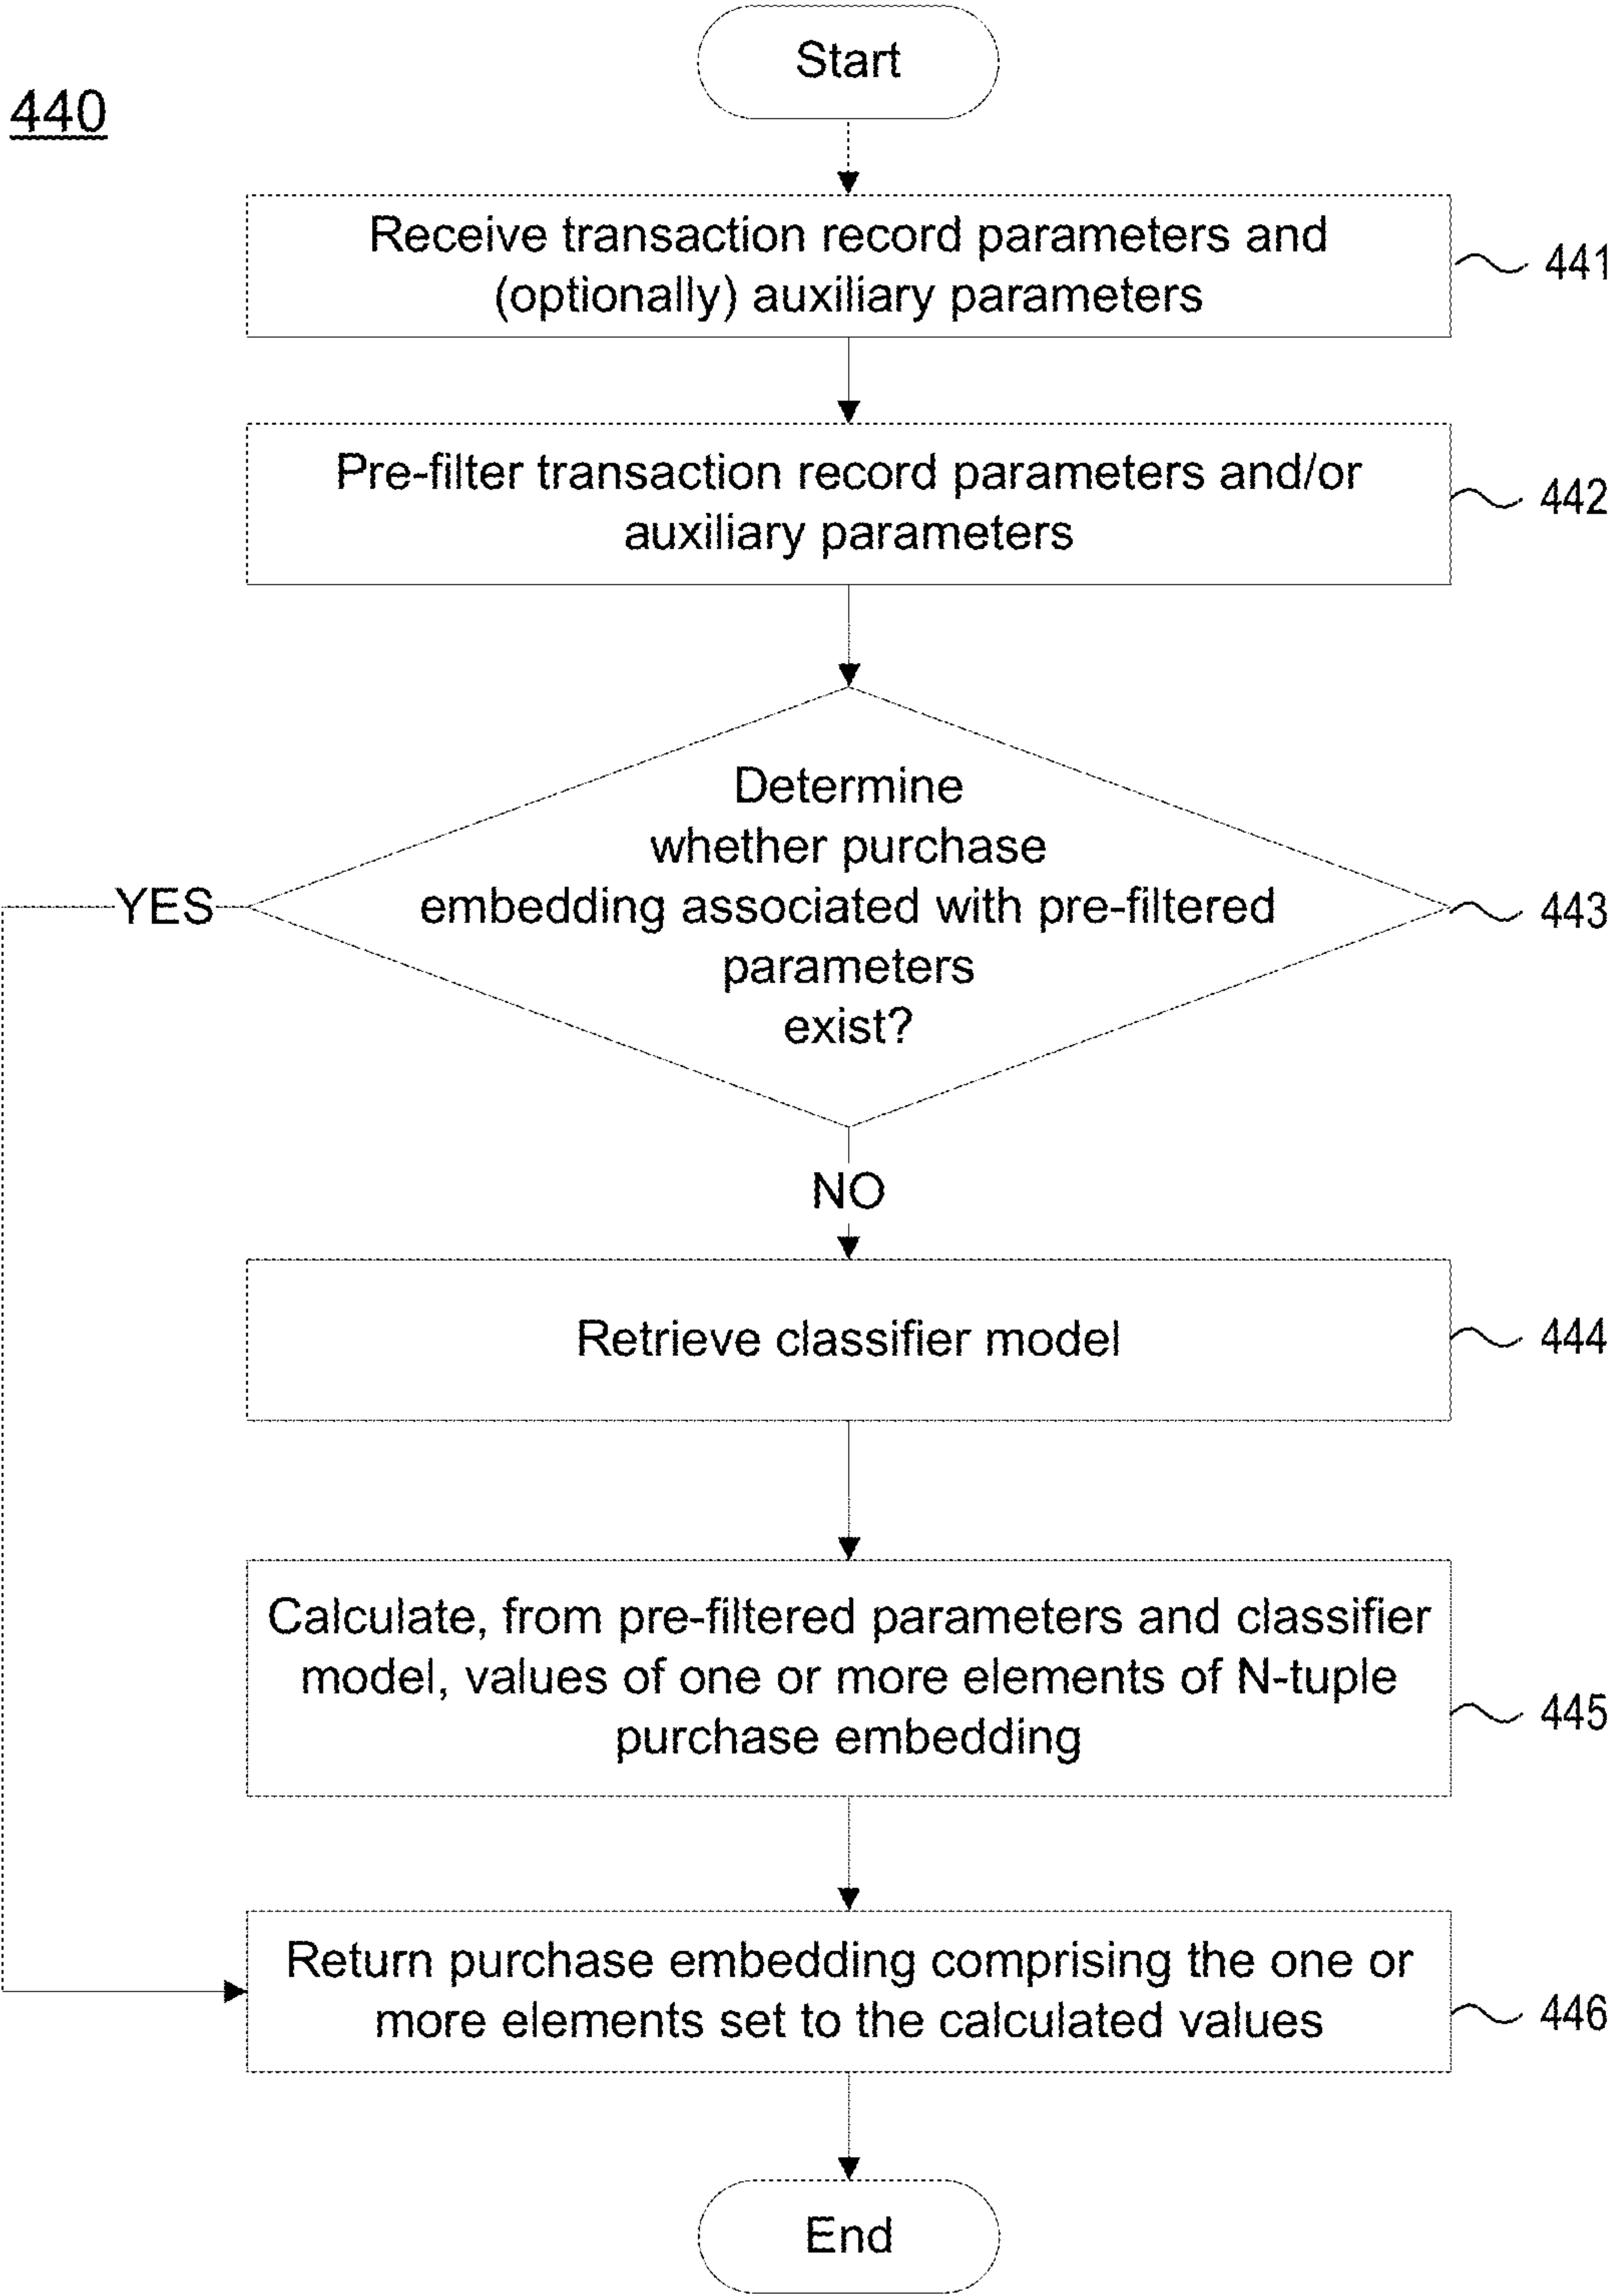 Start
440
Receive transaction record parameters and
(optionally) auxiliary parameters
441
Pre-filter transaction record parameters and/or
auxiliary parameters
442
Determine
whether purchase
embedding associated with pre-filtered
parameters
exist?
YES
443
NO
Retrieve classifier model
444
Calculate, from pre-filtered parameters and classifier
model, values of one or more elements of N-tuple
purchase embedding
445
Return purchase embedding comprising the one or
more elements set to the calculated values
446
End